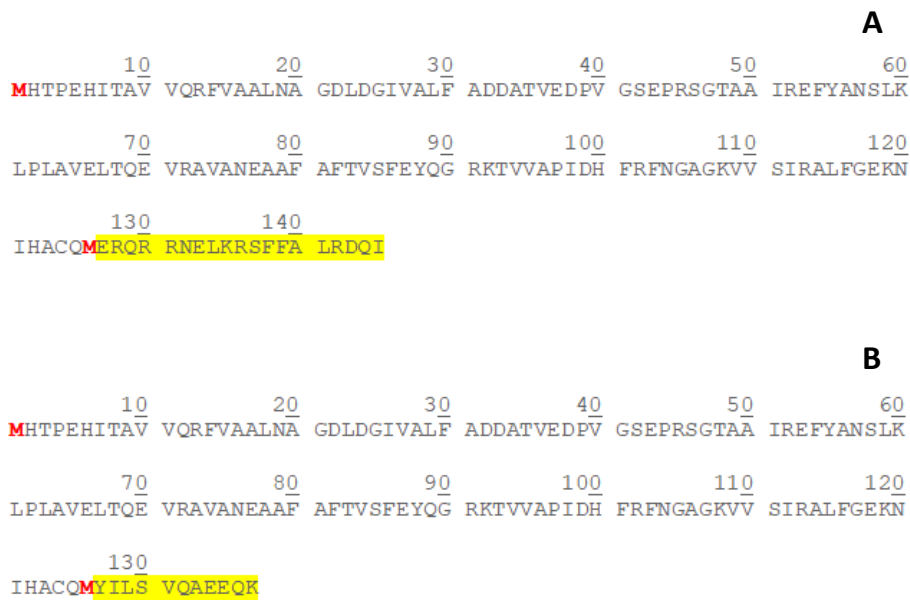 A
10 20 30 40 50 60
MHTPEHITAV VQRFVAALNA GDLDGIVALF ADDATVEDPV GSEPRSGTAA IREFYANSLK
70 80 90 100 110 120
LPLAVELTQE VRAVANEAAF AFTVSFEYQG RKTVVAPIDH FRFNGAGKVV SIRALFGEKN
130 140
IHACQMERQR RNELKRSFFA LRDQI
B
10 20 30 40 50 60
MHTPEHITAV VQRFVAALNA GDLDGIVALF ADDATVEDPV GSEPRSGTAA IREFYANSLK
70 80 90 100 110 120
LPLAVELTQE VRAVANEAAF AFTVSFEYQG RKTVVAPIDH FRFNGAGKVV SIRALFGEKN
130
IHACQMYILS VQAEEQK